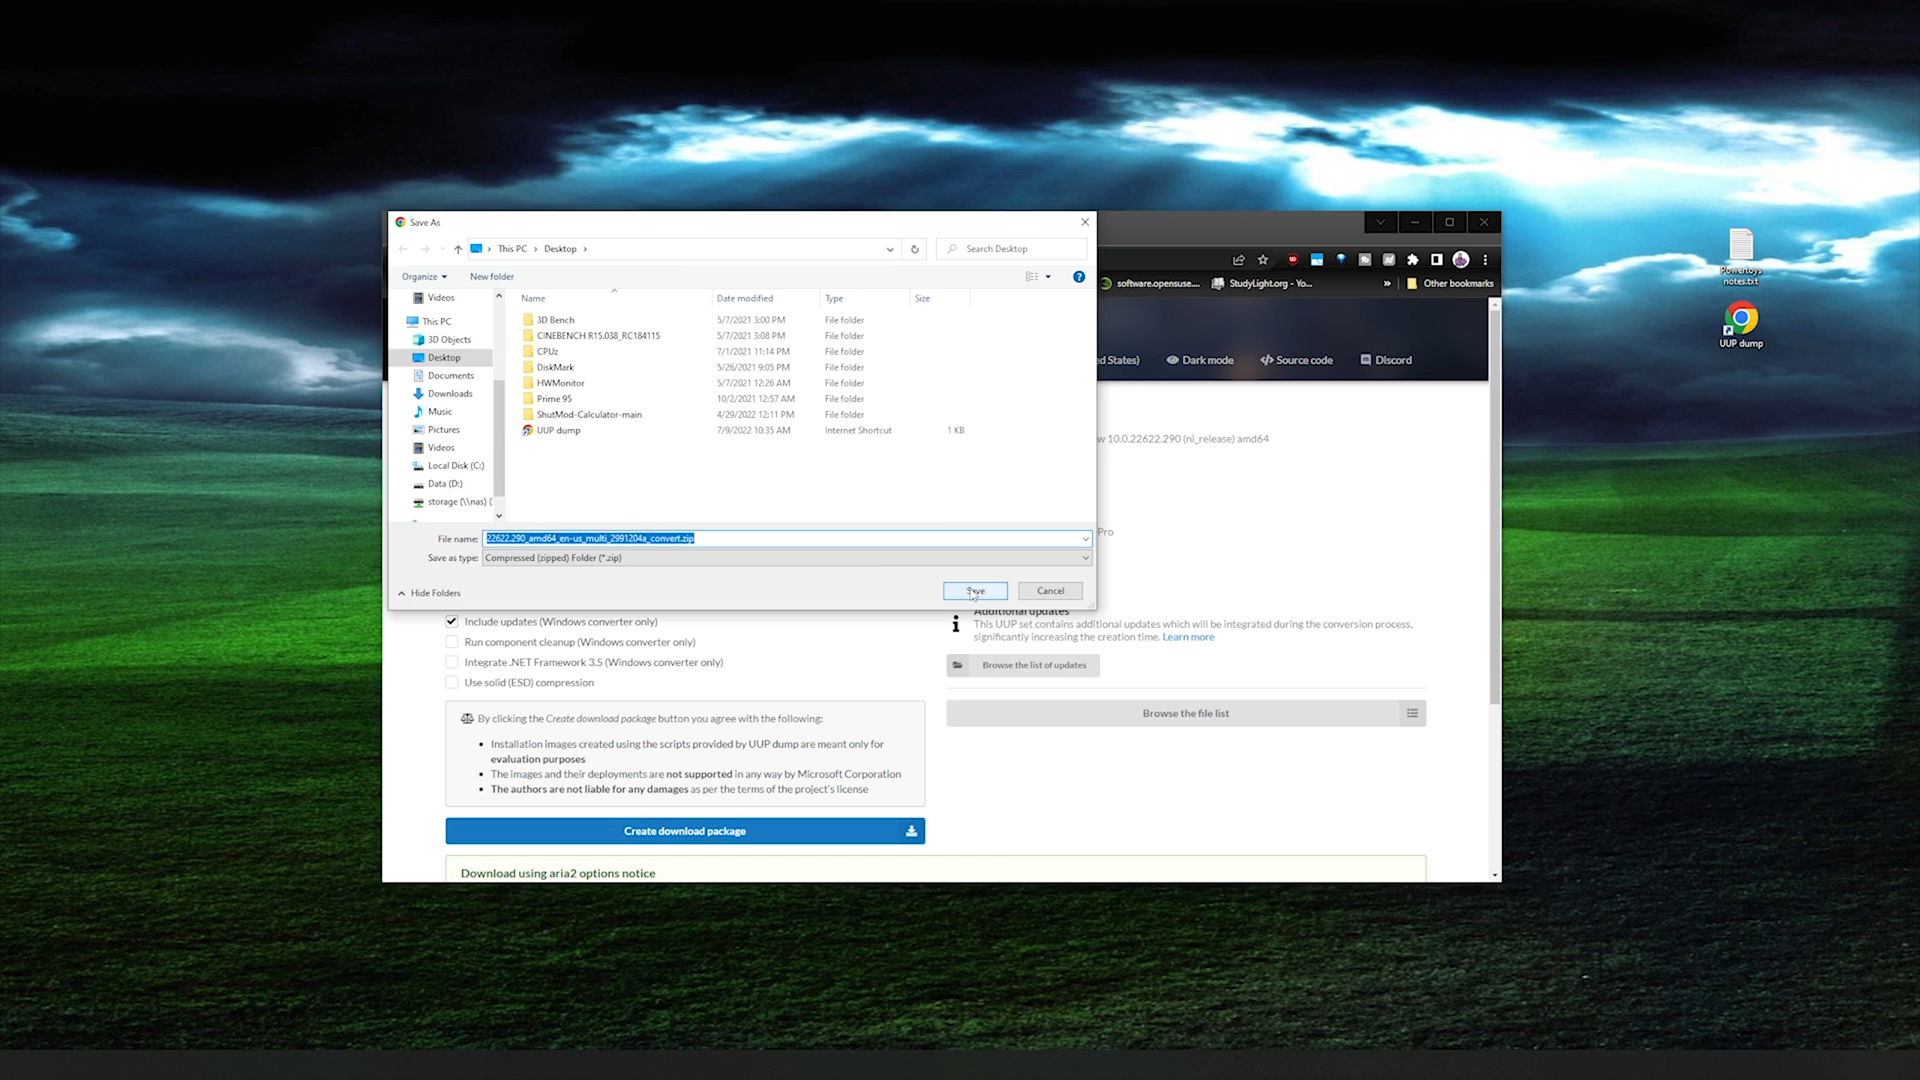 Save As
This PC
Desktop
Search Desktop
Organize
New folder
Videos
This PC
3D Objects
Desktop
Documents
Downloads
Music
Pictures
Videos
Local Disk (C:)
Data (D:)
storage (\\nas) (
Name Date modified Type Size
3D Bench 5/7/2021 3:00 PM File folder
CINEBENCH R15.038_RC184115 5/7/2021 3:08 PM File folder
CPUz 7/1/2021 11:14 PM File folder
DiskMark 5/26/2021 9:05 PM File folder
HWMonitor 5/7/2021 12:26 AM File folder
Prime 95 10/2/2021 12:57 AM File folder
ShutMod-Calculator-main 4/29/2022 12:11 PM File folder
UUP dump 7/9/2022 10:35 AM Internet Shortcut 1 KB
File name: 22622.290_amd64_en-us_multi_2991204a_convert.zip
Save as type: Compressed (zipped) Folder (*.zip)
Hide Folders
Save
Cancel
software.opensuse....
StudyLight.org - Yo...
»
Other bookmarks
ed States)
Dark mode
Source code
Discord
w 10.0.22622.290 (ni_release) amd64
Pro
Include updates (Windows converter only)
Run component cleanup (Windows converter only)
Integrate .NET Framework 3.5 (Windows converter only)
Use solid (ESD) compression
By clicking the Create download package button you agree with the following:
• Installation images created using the scripts provided by UUP dump are meant only for
evaluation purposes
• The images and their deployments are not supported in any way by Microsoft Corporation
• The authors are not liable for any damages as per the terms of the project's license
Create download package
Additional updates
This UUP set contains additional updates which will be integrated during the conversion process,
significantly increasing the creation time. Learn more
Browse the list of updates
Browse the file list
Download using aria2 options notice
Powertoys
notes.txt
UUP dump